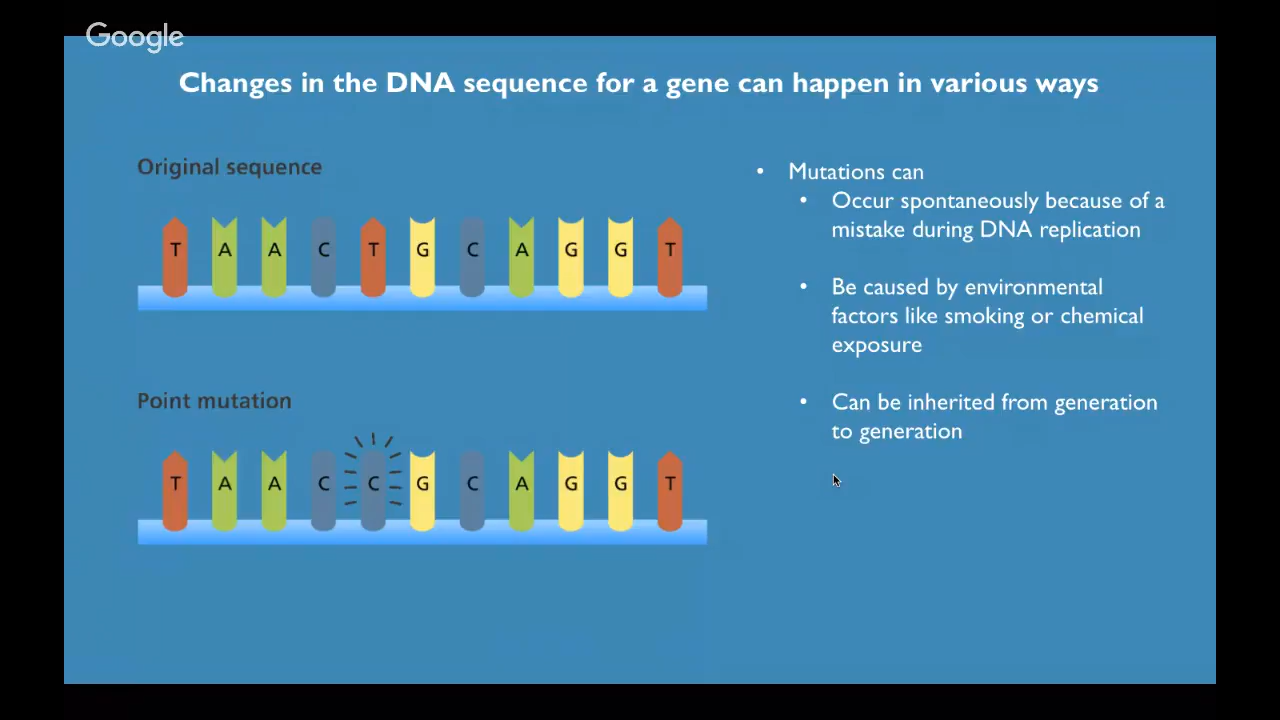 Google
Changes in the DNA sequence for a gene can happen in various ways
Original sequence
T A A C T G C A G G T
Point mutation
T A A C C G C A G G T
• Mutations can
• Occur spontaneously because of a
mistake during DNA replication
• Be caused by environmental
factors like smoking or chemical
exposure
• Can be inherited from generation
to generation